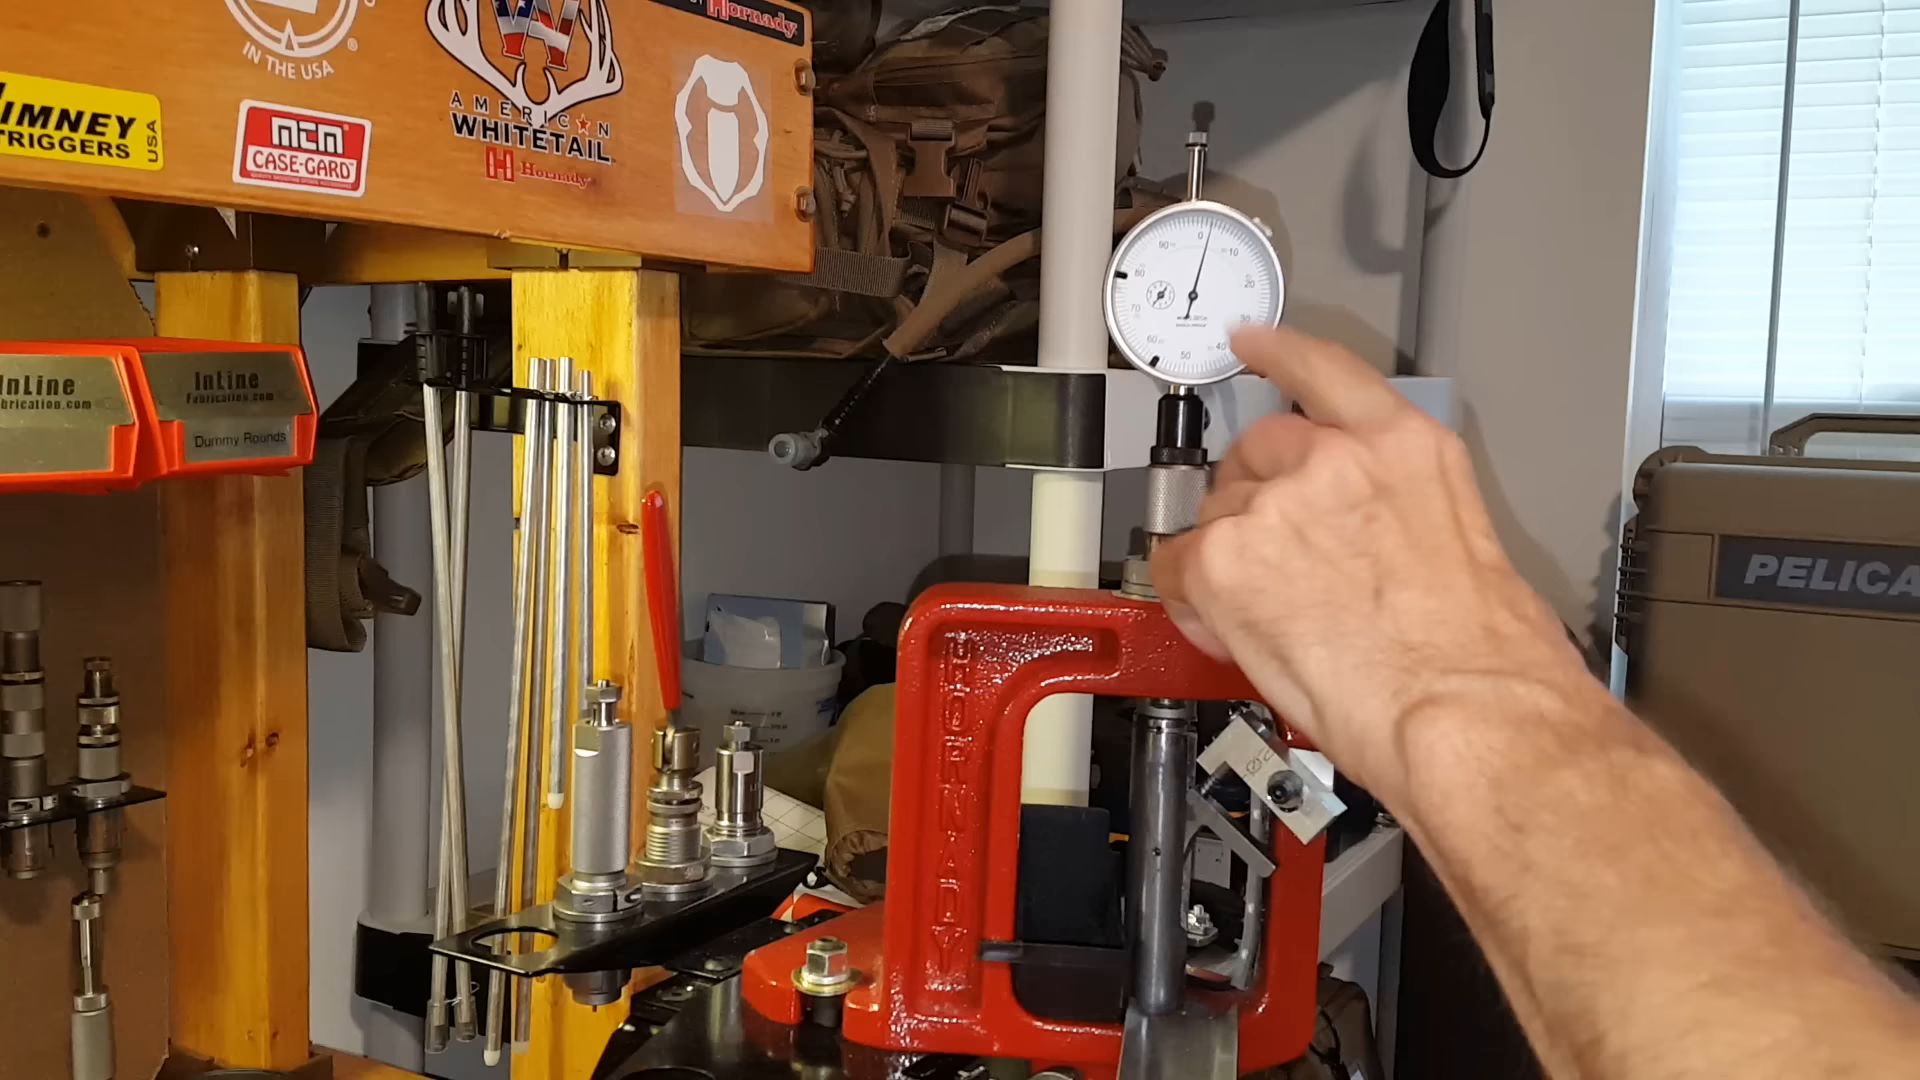 IN THE USA
®
IMNEY
TRIGGERS
USA
MTM
CASE-GARD
AMERICAN
WHITETAIL
Hornady
Hornady
InLine
Fabrication.com
InLine
Fabrication.com
Dummy Rounds
0
10
20
30
40
50
60
70
80
90
HORNADY
PELICA